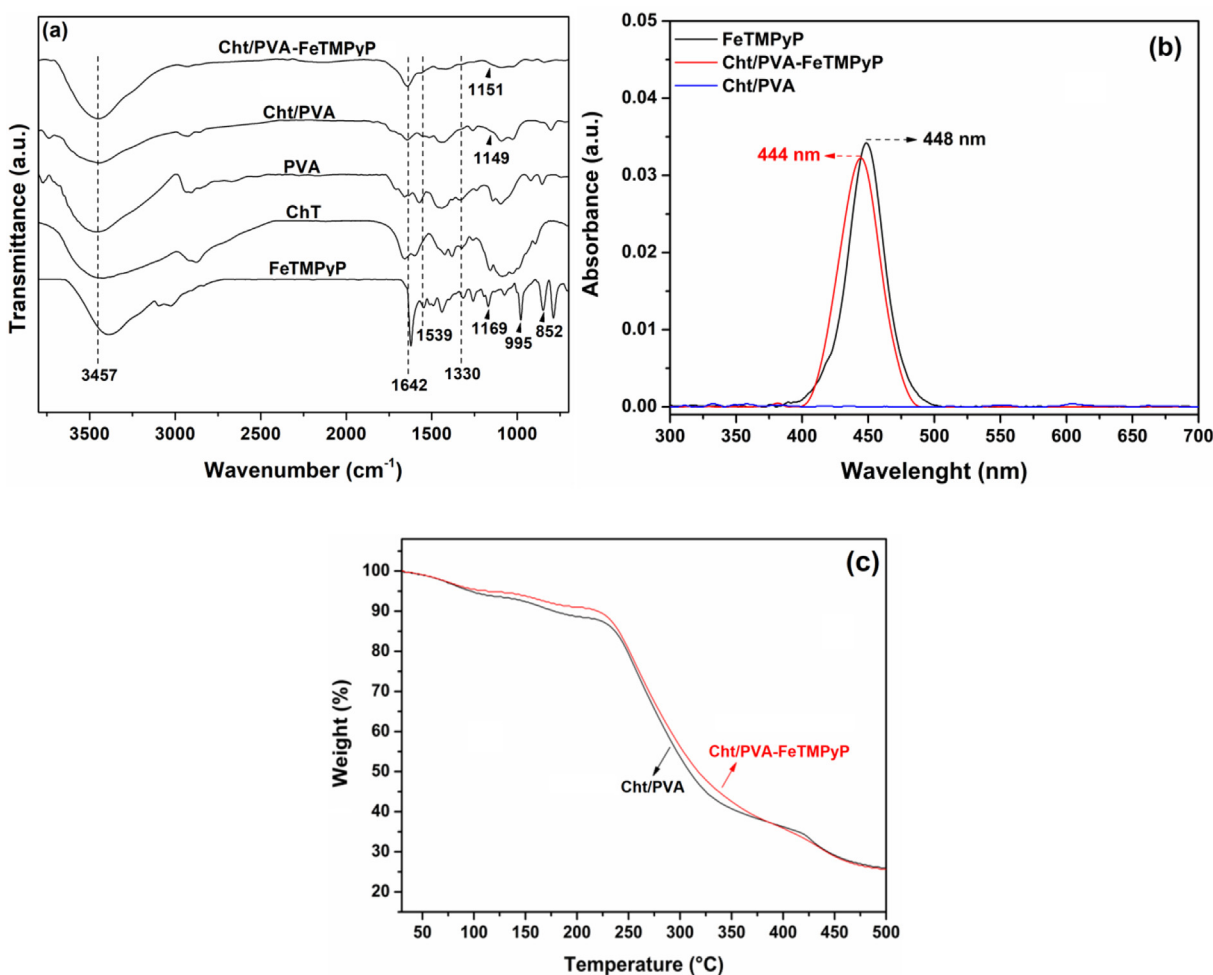 (a)
Cht/PVA-FeTMPyP
1151
Cht/PVA
1149
PVA
ChT
FeTMPyP
3457
1642
1539
1330
1169
995
852
Transmittance (a.u.)
3500 3000 2500 2000 1500 1000
Wavenumber (cm⁻¹)
(b)
FeTMPyP
Cht/PVA-FeTMPyP
Cht/PVA
448 nm
444 nm
Absorbance (a.u.)
0.05
0.04
0.03
0.02
0.01
0.00
300 350 400 450 500 550 600 650 700
Wavelenght (nm)
(c)
Cht/PVA-FeTMPyP
Cht/PVA
Weight (%)
100
90
80
70
60
50
40
30
20
50 100 150 200 250 300 350 400 450 500
Temperature (°C)